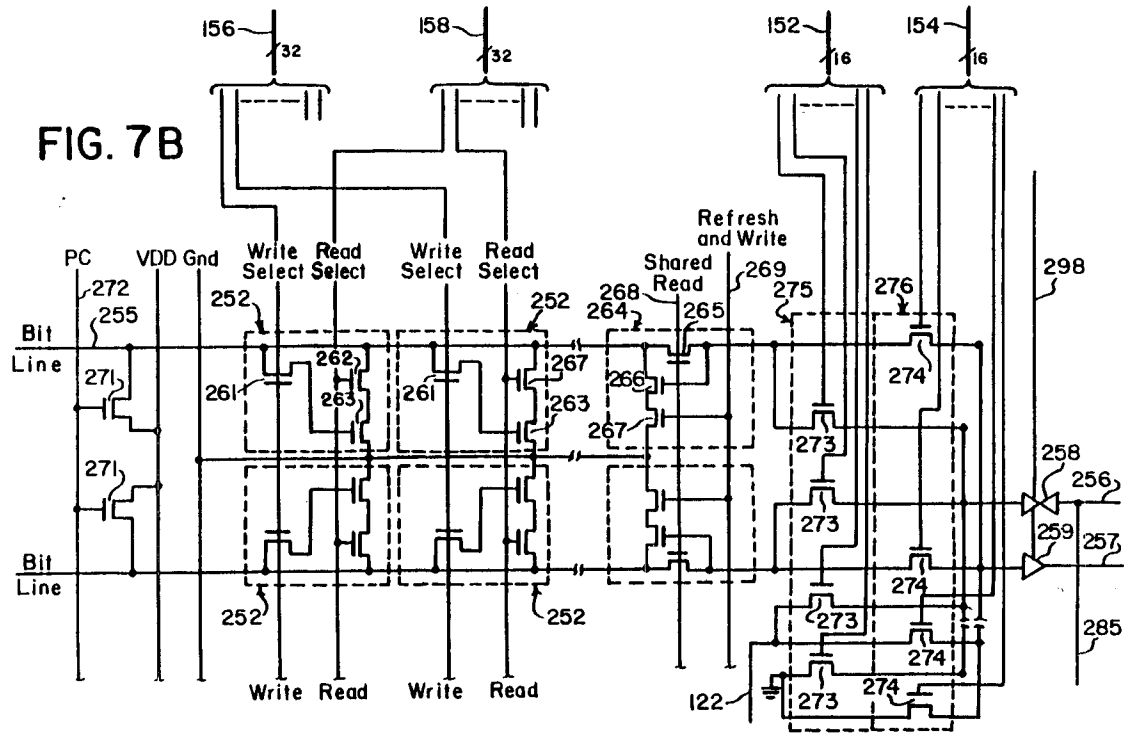 156
32
158
32
152
16
154
16
FIG. 7B
PC
VDD
Gnd
Write
Select
Read
Select
Write
Select
Read
Select
Shared
Read
Refresh
and Write
272
255
252
252
268
269
264
265
275
276
298
Bit
Line
271
261
262
263
261
267
263
266
267
274
273
271
273
258
256
259
257
Bit
Line
252
252
274
273
274
285
122
273
274
Write
Read
Write
Read